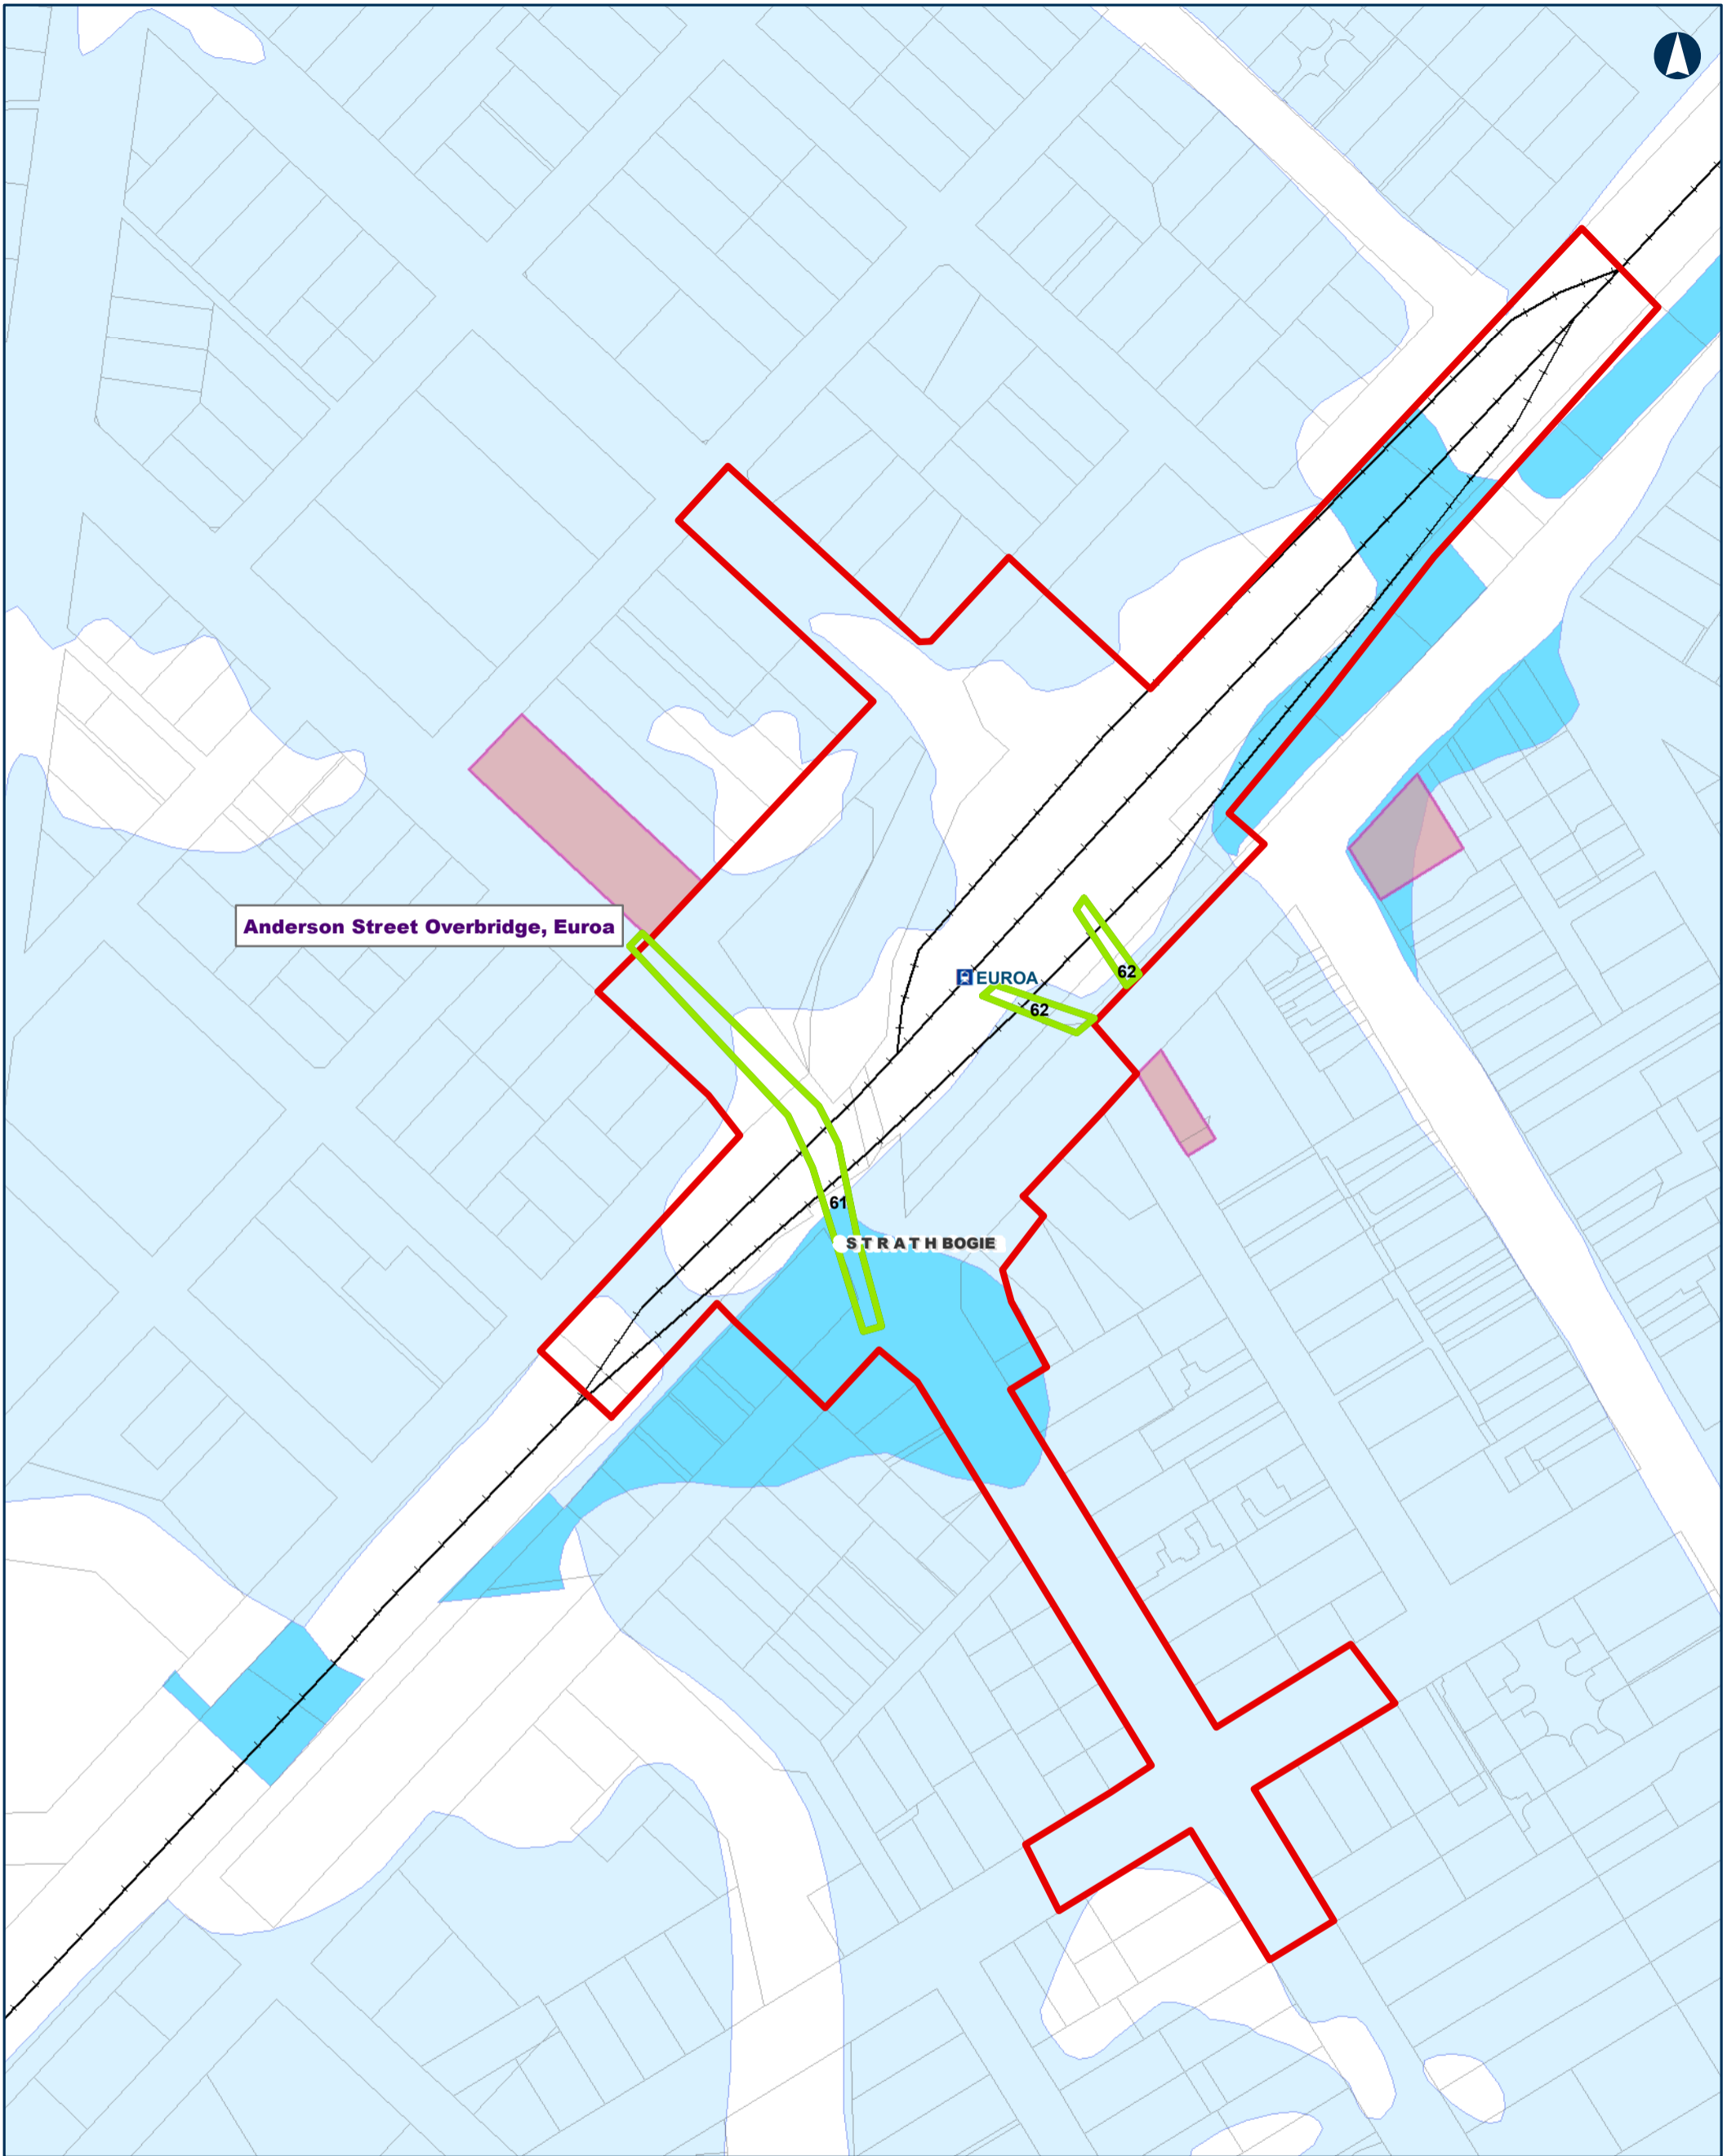 Anderson Street Overbridge, Euroa
EUROA
62
62
61
STRATHBOGIE